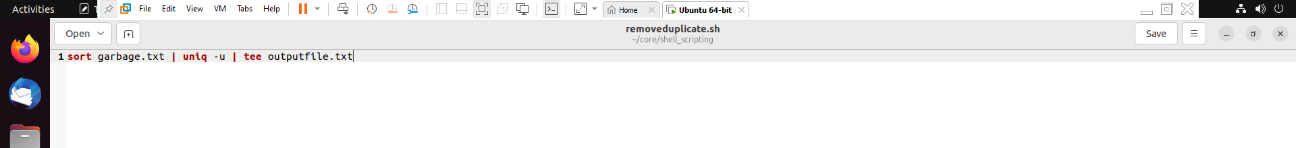 Activities
File Edit View VM Tabs Help
Home
Ubuntu 64-bit
Open
removeduplicate.sh
~/core/shell_scripting
Save
1 sort garbage.txt | uniq -u | tee outputfile.txt